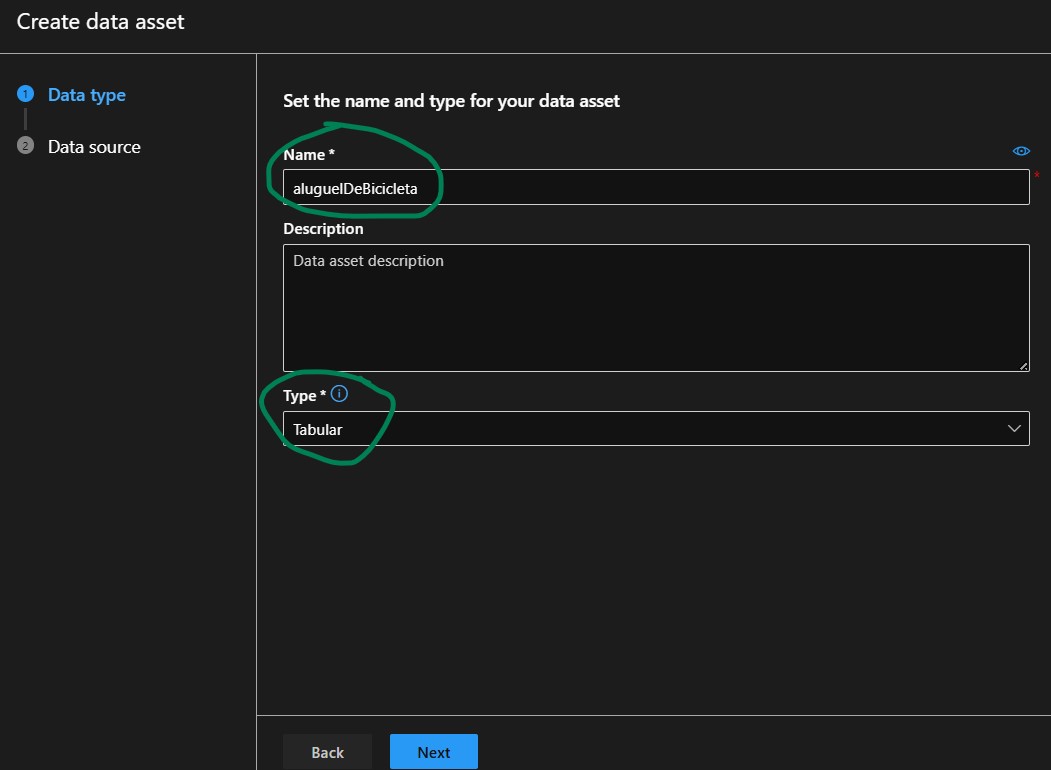 Create data asset
1 Data type
2 Data source
Set the name and type for your data asset
Name *
aluguelDeBicicleta
*
Description
Data asset description
Type * i
Tabular
Back Next